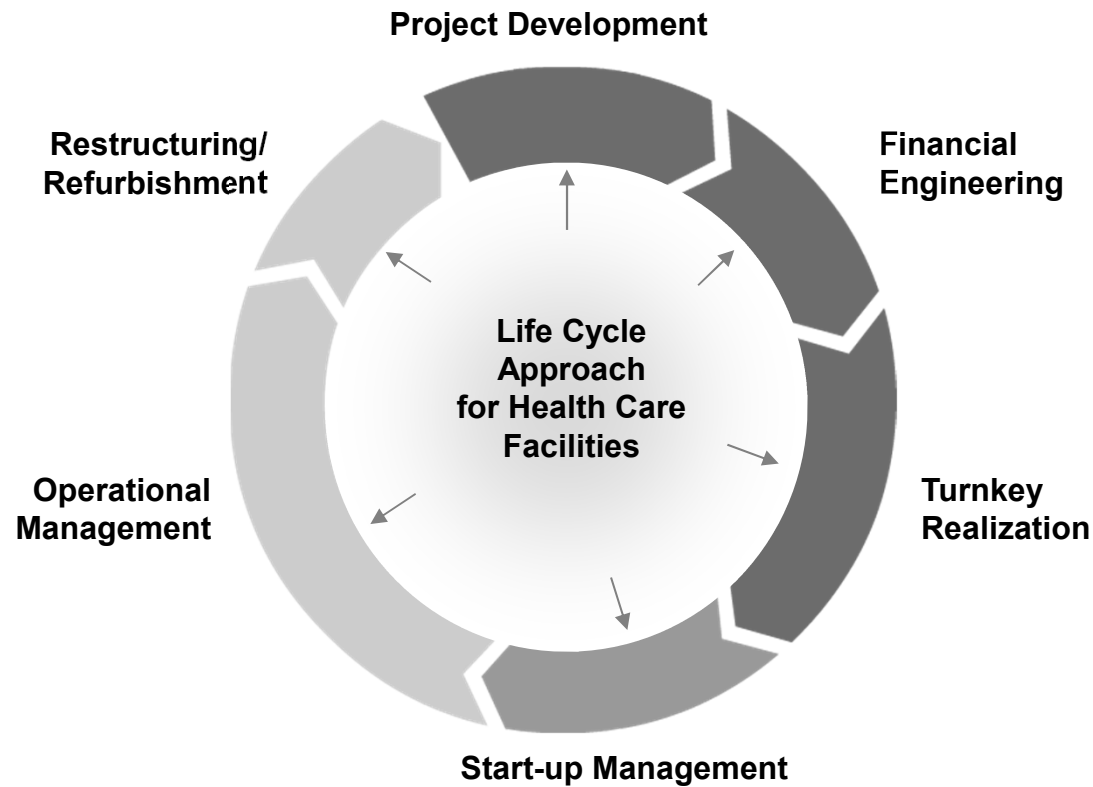 Project Development
Restructuring/
Refurbishment
Financial
Engineering
Life Cycle
Approach
for Health Care
Facilities
Operational
Management
Turnkey
Realization
Start-up Management